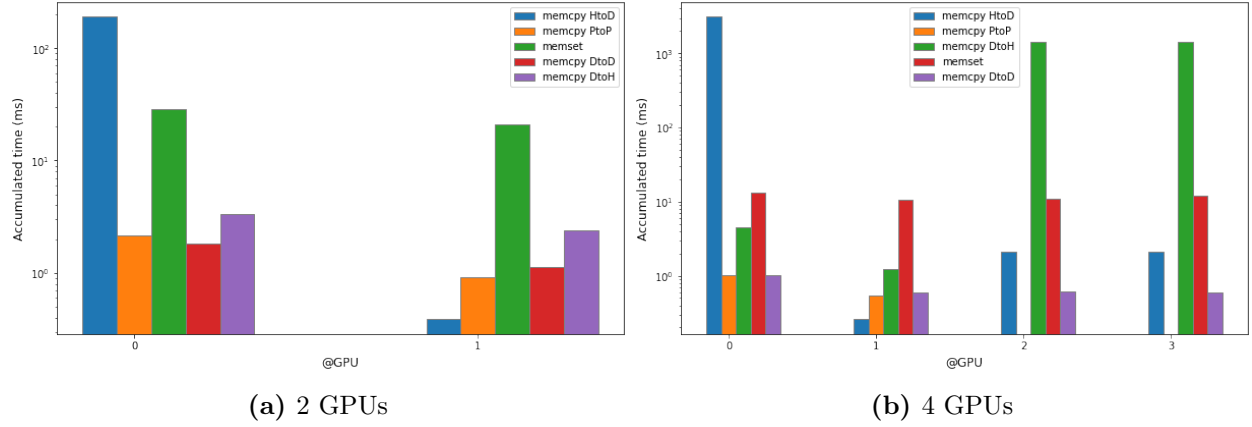 memcpy HtoD
memcpy PtoP
memset
memcpy DtoD
memcpy DtoH
10²
10¹
10⁰
Accumulated time (ms)
0 1
@GPU
(a) 2 GPUs
memcpy HtoD
memcpy PtoP
memcpy DtoH
memset
memcpy DtoD
10³
10²
10¹
10⁰
Accumulated time (ms)
0 1 2 3
@GPU
(b) 4 GPUs